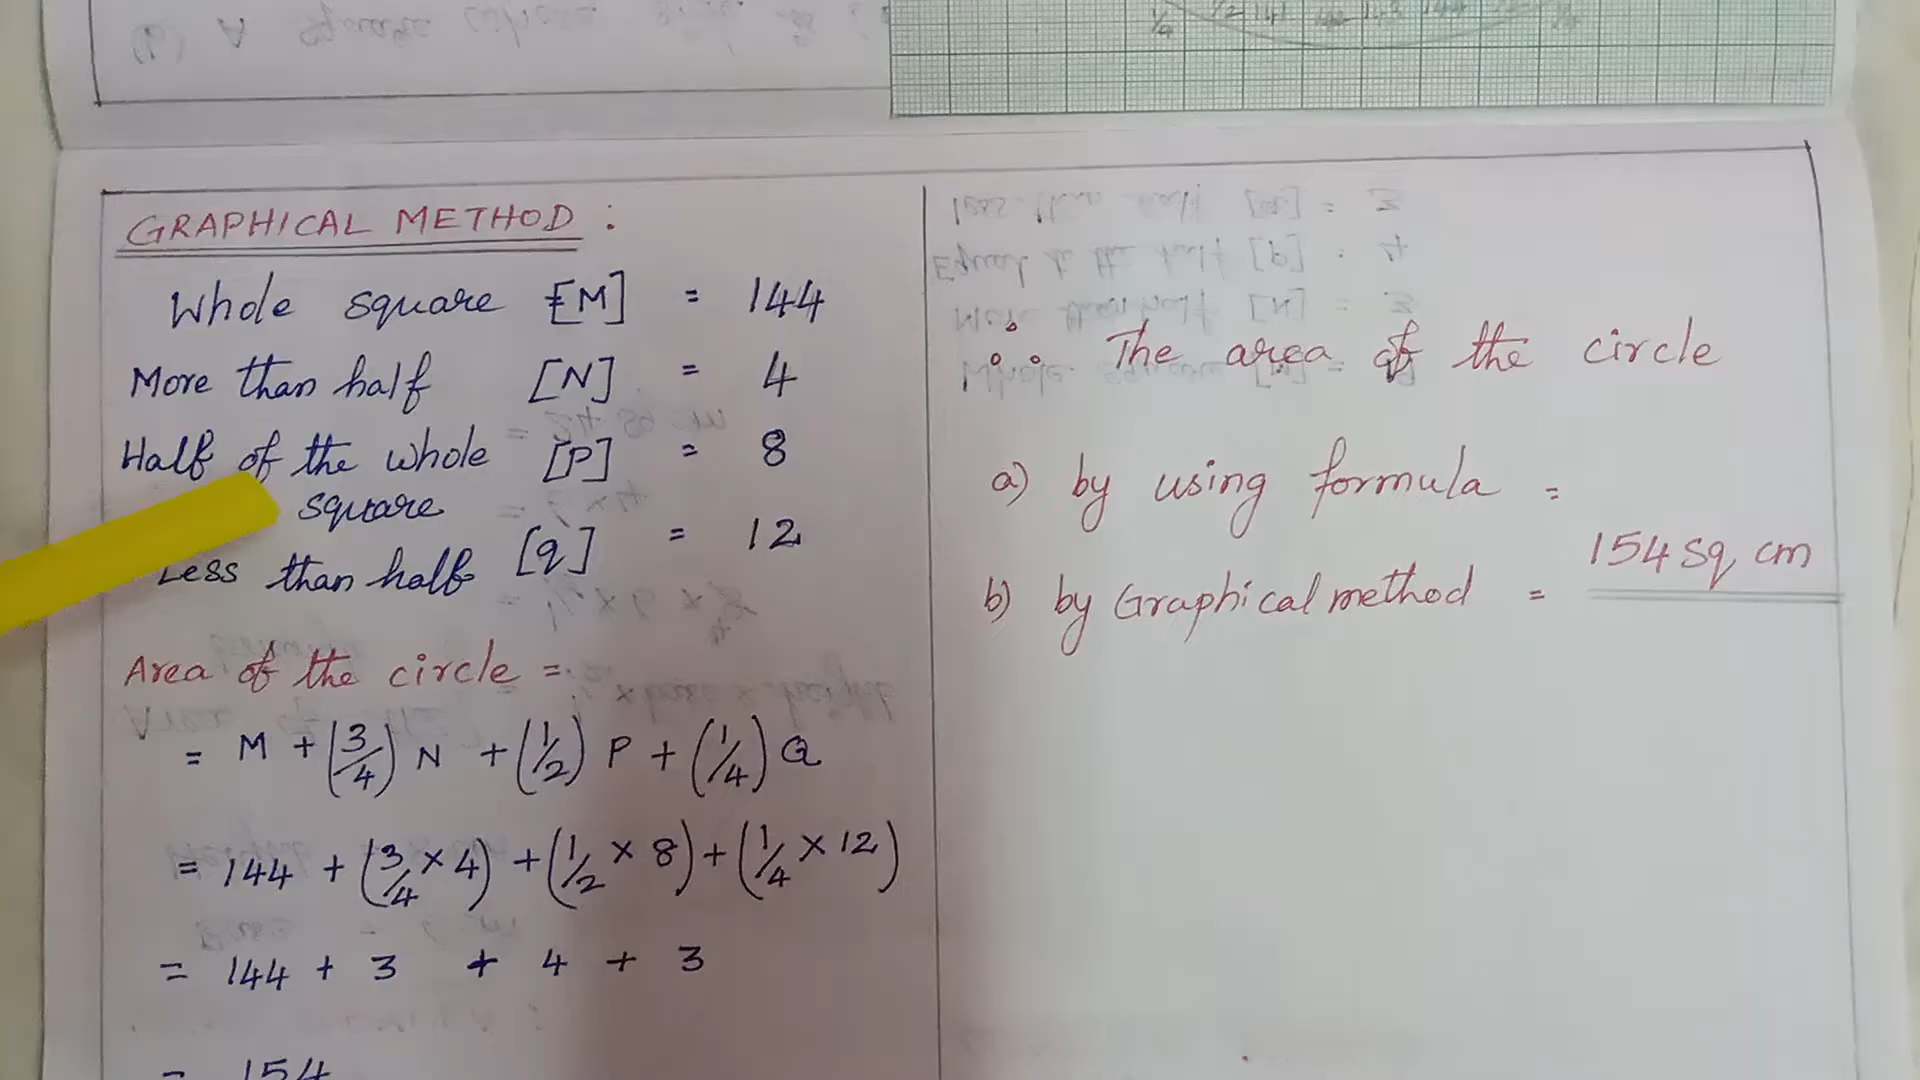 GRAPHICAL METHOD :
Whole square [M] = 144
More than half [N] = 4
Half of the whole [P] = 8
square
Less than half [q] = 12
Area of the circle =
= M + (3/4) N + (1/2) P + (1/4) Q
= 144 + (3/4 × 4) + (1/2 × 8) + (1/4 × 12)
= 144 + 3 + 4 + 3
= 154
∴ The area of the circle
a) by using formula =
154 sq cm
b) by Graphical method =